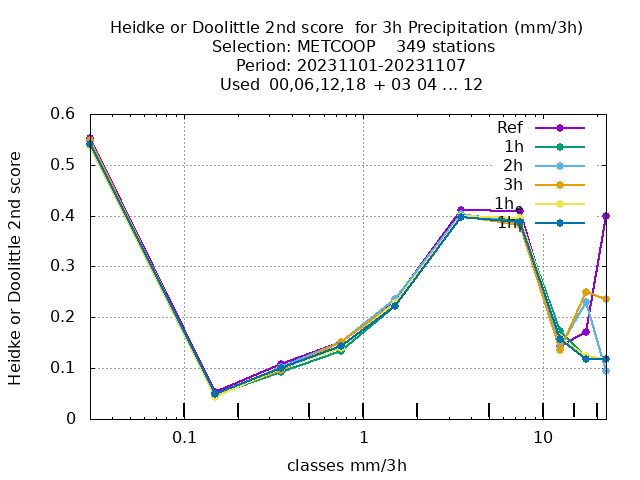 Heidke or Doolittle 2nd score for 3h Precipitation (mm/3h)
Selection: METCOOP 349 stations
Period: 20231101-20231107
Used 00,06,12,18 + 03 04 ... 12
Heidke or Doolittle 2nd score
0.6
0.5
0.4
0.3
0.2
0.1
0
Ref
1h
2h
3h
1h
1h
0.1
1
10
classes mm/3h